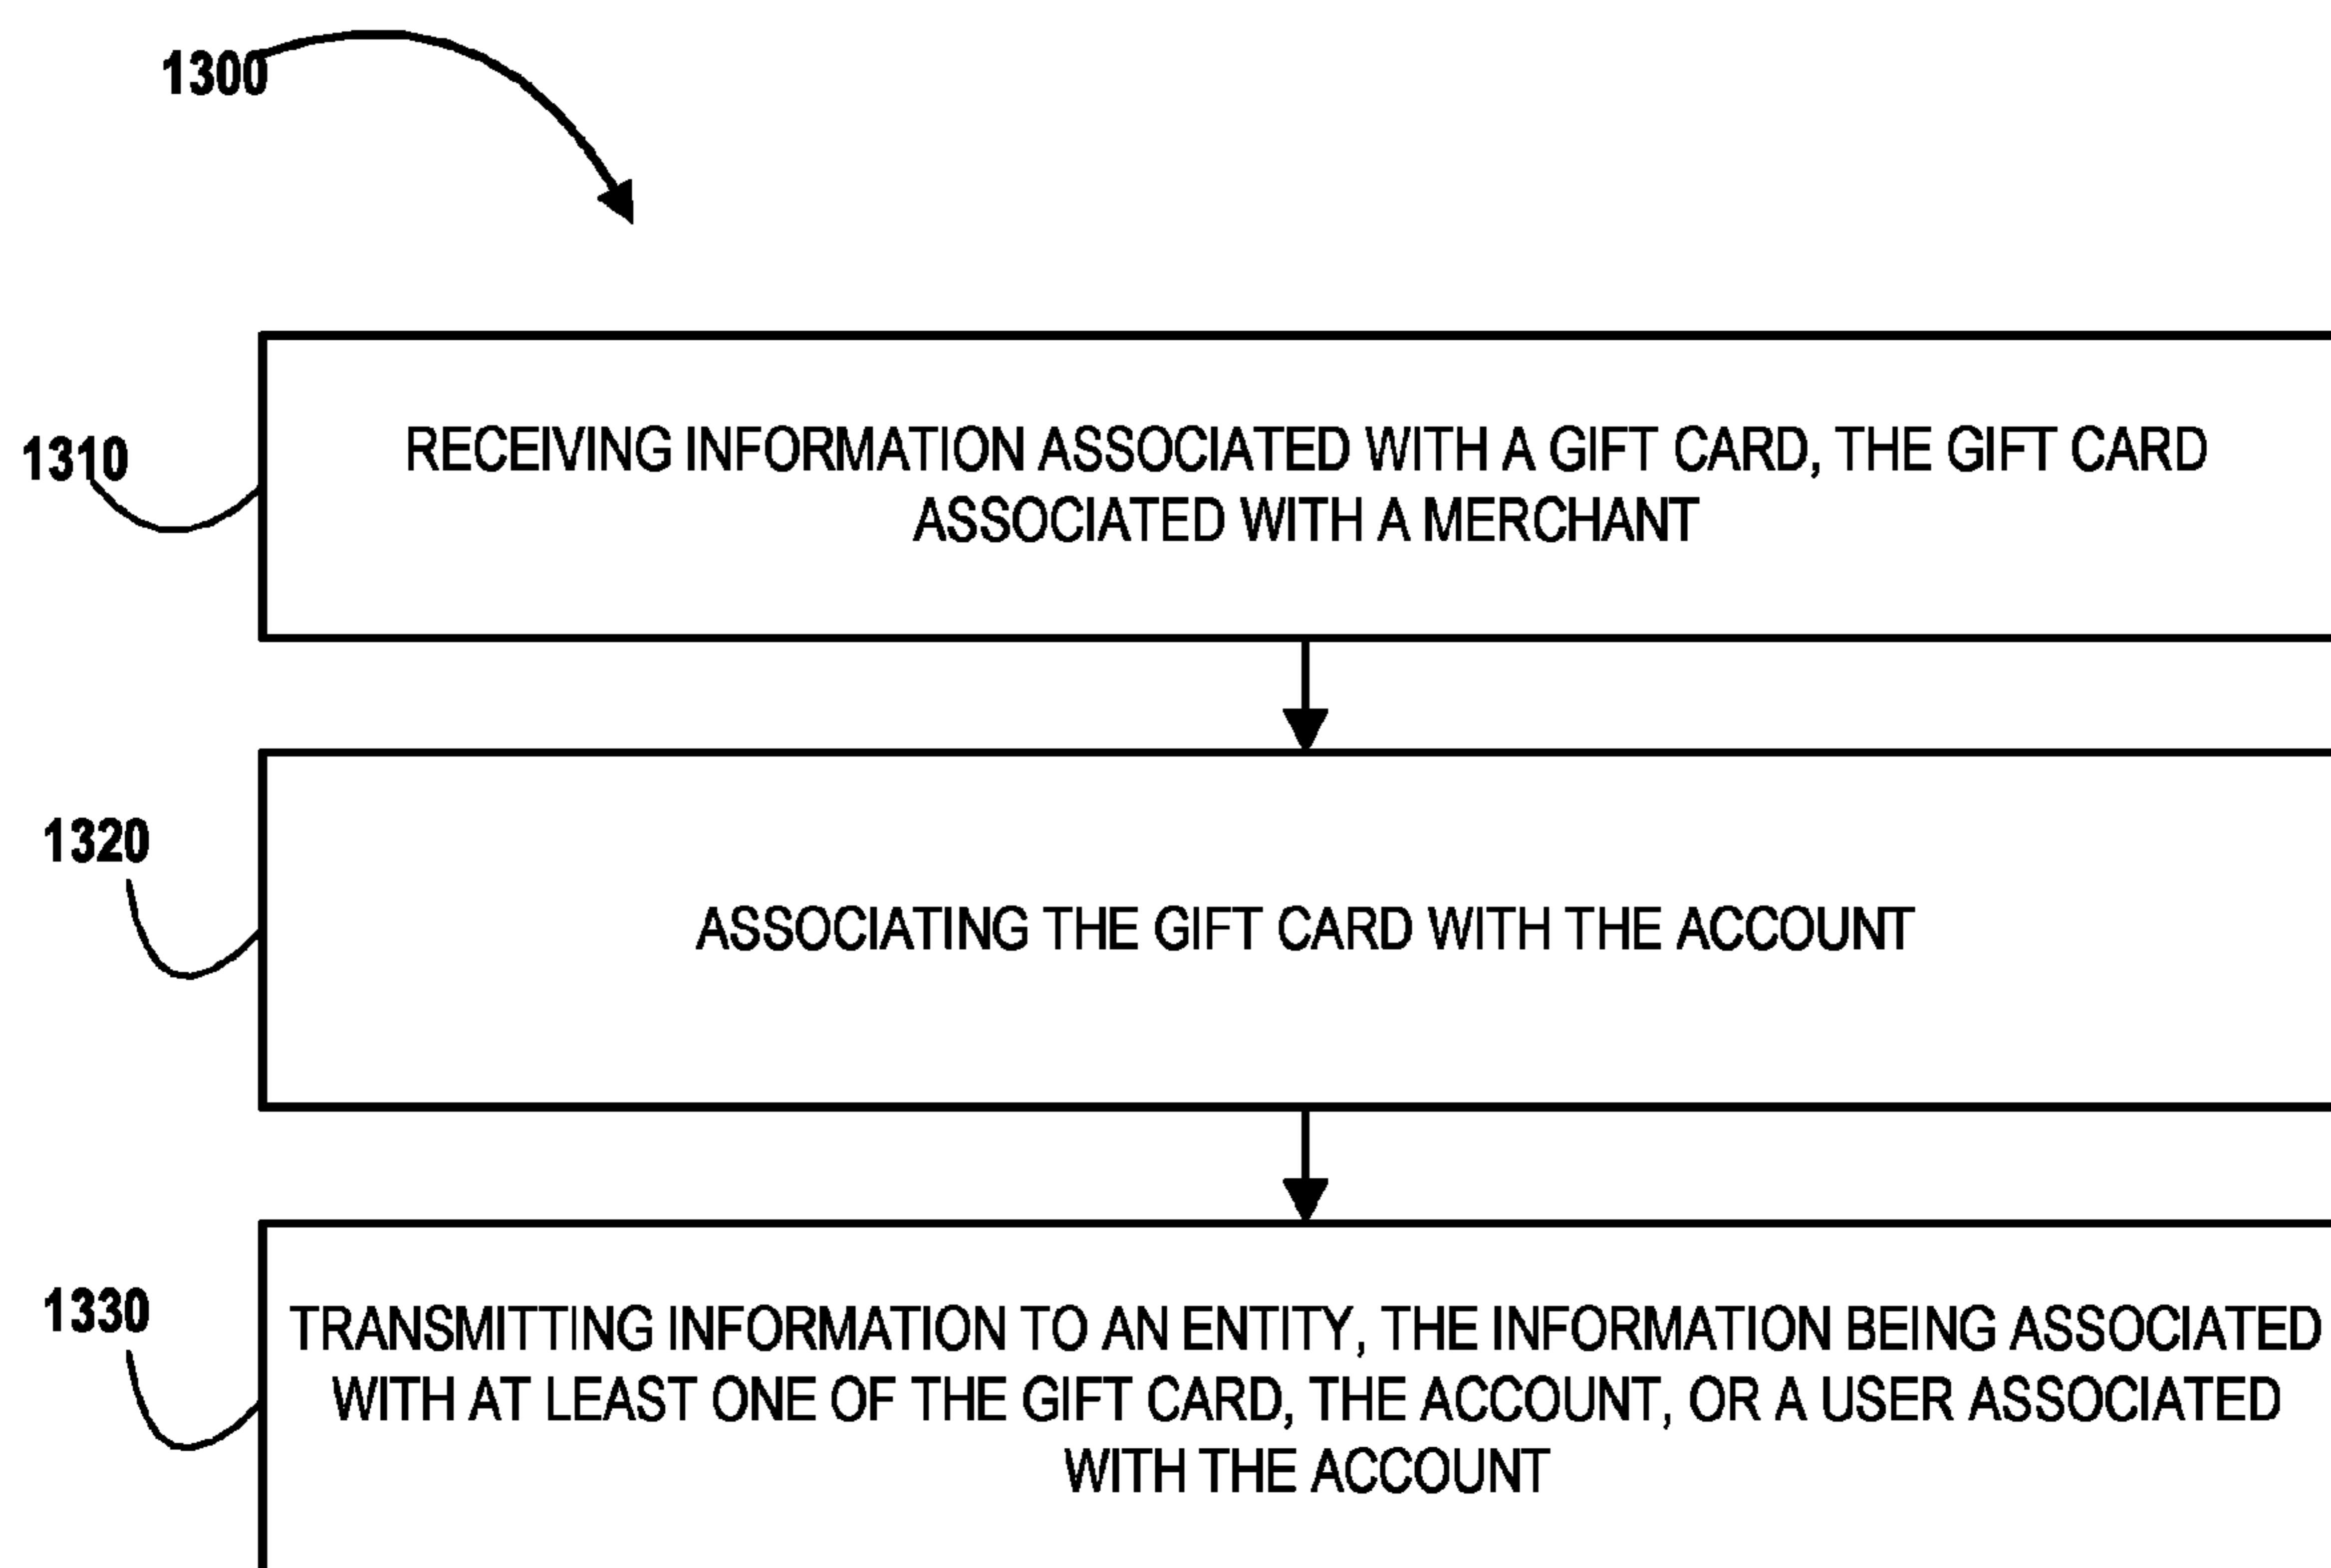 1300
1310
RECEIVING INFORMATION ASSOCIATED WITH A GIFT CARD, THE GIFT CARD
ASSOCIATED WITH A MERCHANT
1320
ASSOCIATING THE GIFT CARD WITH THE ACCOUNT
1330
TRANSMITTING INFORMATION TO AN ENTITY, THE INFORMATION BEING ASSOCIATED
WITH AT LEAST ONE OF THE GIFT CARD, THE ACCOUNT, OR A USER ASSOCIATED
WITH THE ACCOUNT